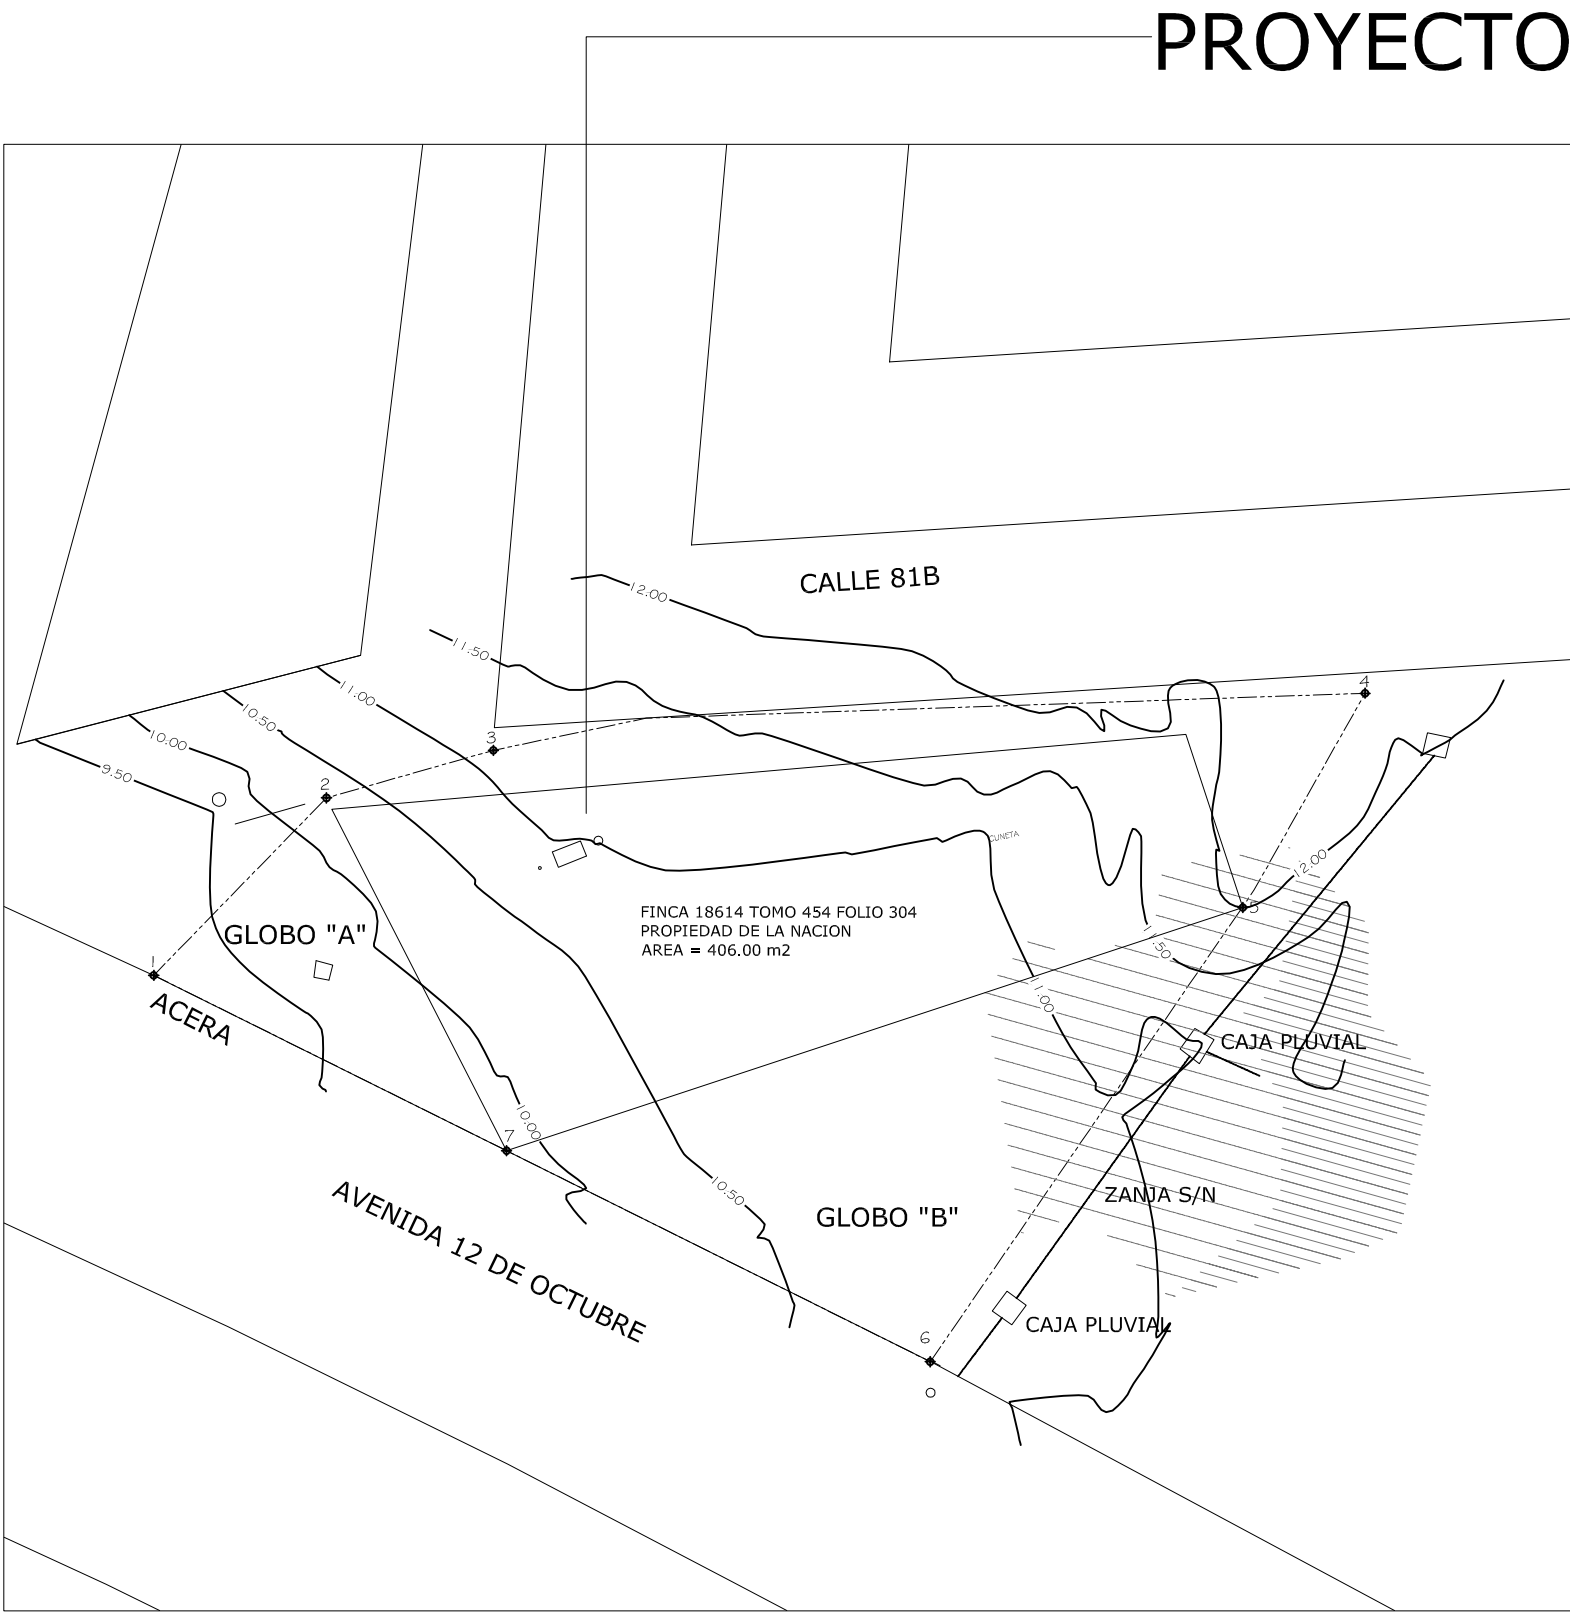 PROYECTO
CALLE 81B
12.00
11.50
11.00
10.50
10.00
9.50
4
3
2
CUNETA
12.00
FINCA 18614 TOMO 454 FOLIO 304
PROPIEDAD DE LA NACION
AREA = 406.00 m2
5
GLOBO "A"
11.50
1
11.00
ACERA
CAJA PLUVIAL
10.00
7
10.50
ZANJA S/N
GLOBO "B"
AVENIDA 12 DE OCTUBRE
CAJA PLUVIAL
6